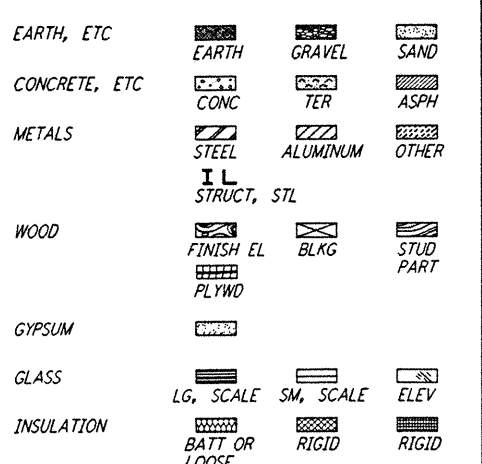 EARTH, ETC
EARTH GRAVEL SAND
CONCRETE, ETC
CONC TER ASPH
METALS
STEEL ALUMINUM OTHER
I L
STRUCT, STL
WOOD
FINISH EL BLKG STUD
PART
PLYWD
GYPSUM
GLASS
LG, SCALE SM, SCALE ELEV
INSULATION
BATT OR RIGID RIGID
LOOSE